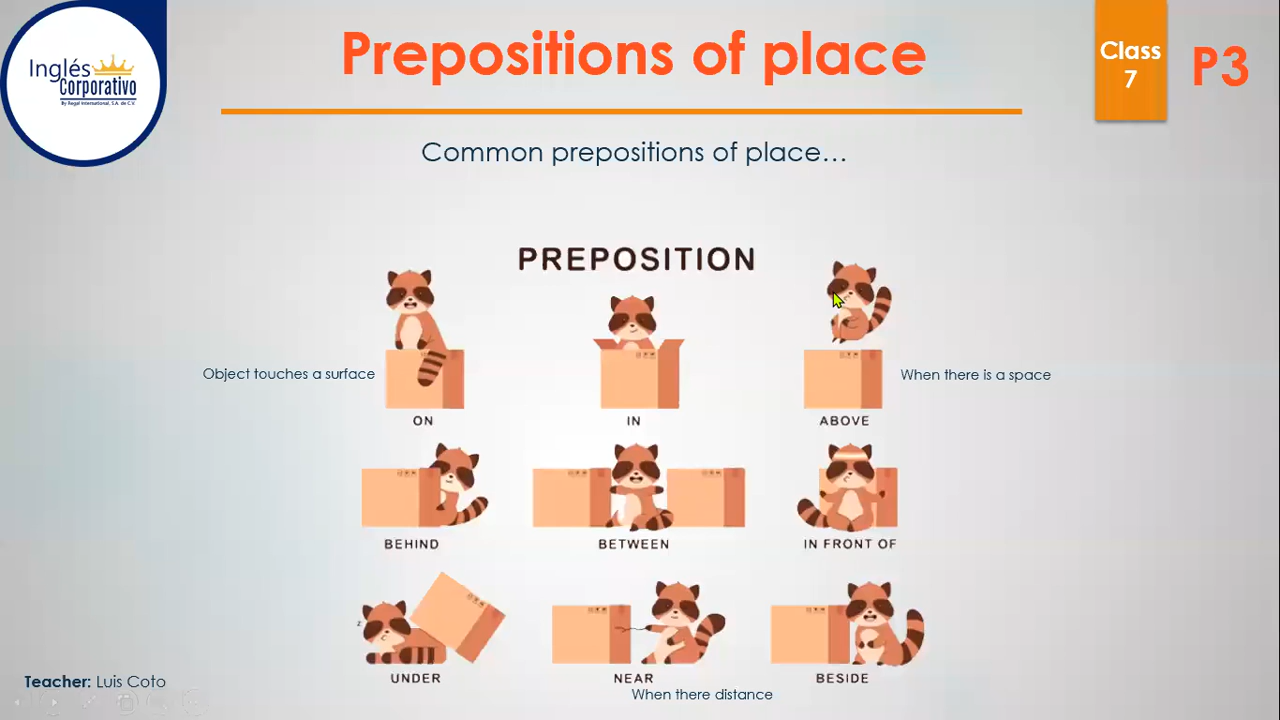 Inglés
Corporativo
By Regal International, S.A. de C.V.
Prepositions of place
Class
7
P3
Common prepositions of place…
PREPOSITION
Object touches a surface
When there is a space
ON
IN
ABOVE
BEHIND
BETWEEN
IN FRONT OF
z
UNDER
NEAR
BESIDE
When there distance
Teacher: Luis Coto